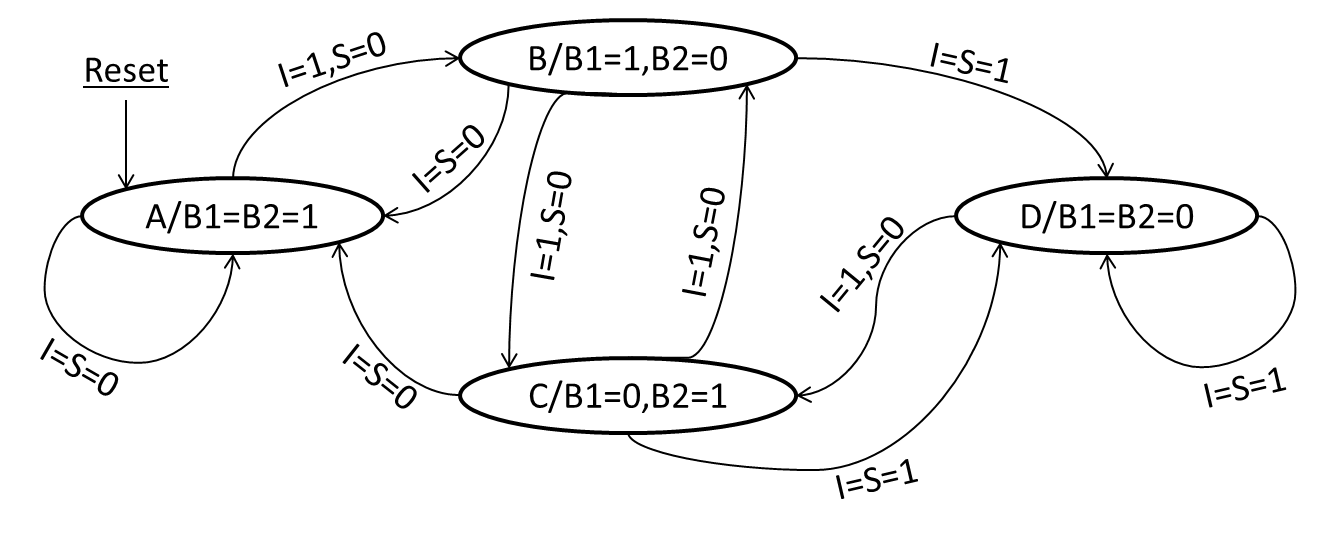 B/B1=1,B2=0
I=1,S=0
I=S=1
Reset
I=S=0
I=1,S=0
I=1,S=0
A/B1=B2=1
D/B1=B2=0
I=1,S=0
I=S=0
I=S=0
I=S=1
C/B1=0,B2=1
I=S=1